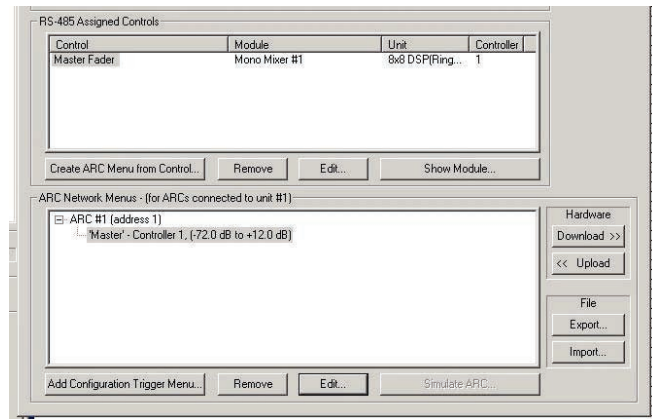 RS-485 Assigned Controls
Control Module Unit Controller
Master Fader Mono Mixer #1 8x8 DSP(Ring... 1
Create ARC Menu from Control... Remove Edit... Show Module...
ARC Network Menus - (for ARCs connected to unit #1)
ARC #1 (address 1)
'Master' - Controller 1, (-72.0 dB to +12.0 dB)
Hardware
Download >>
<< Upload
File
Export...
Import...
Add Configuration Trigger Menu... Remove Edit... Simulate ARC...